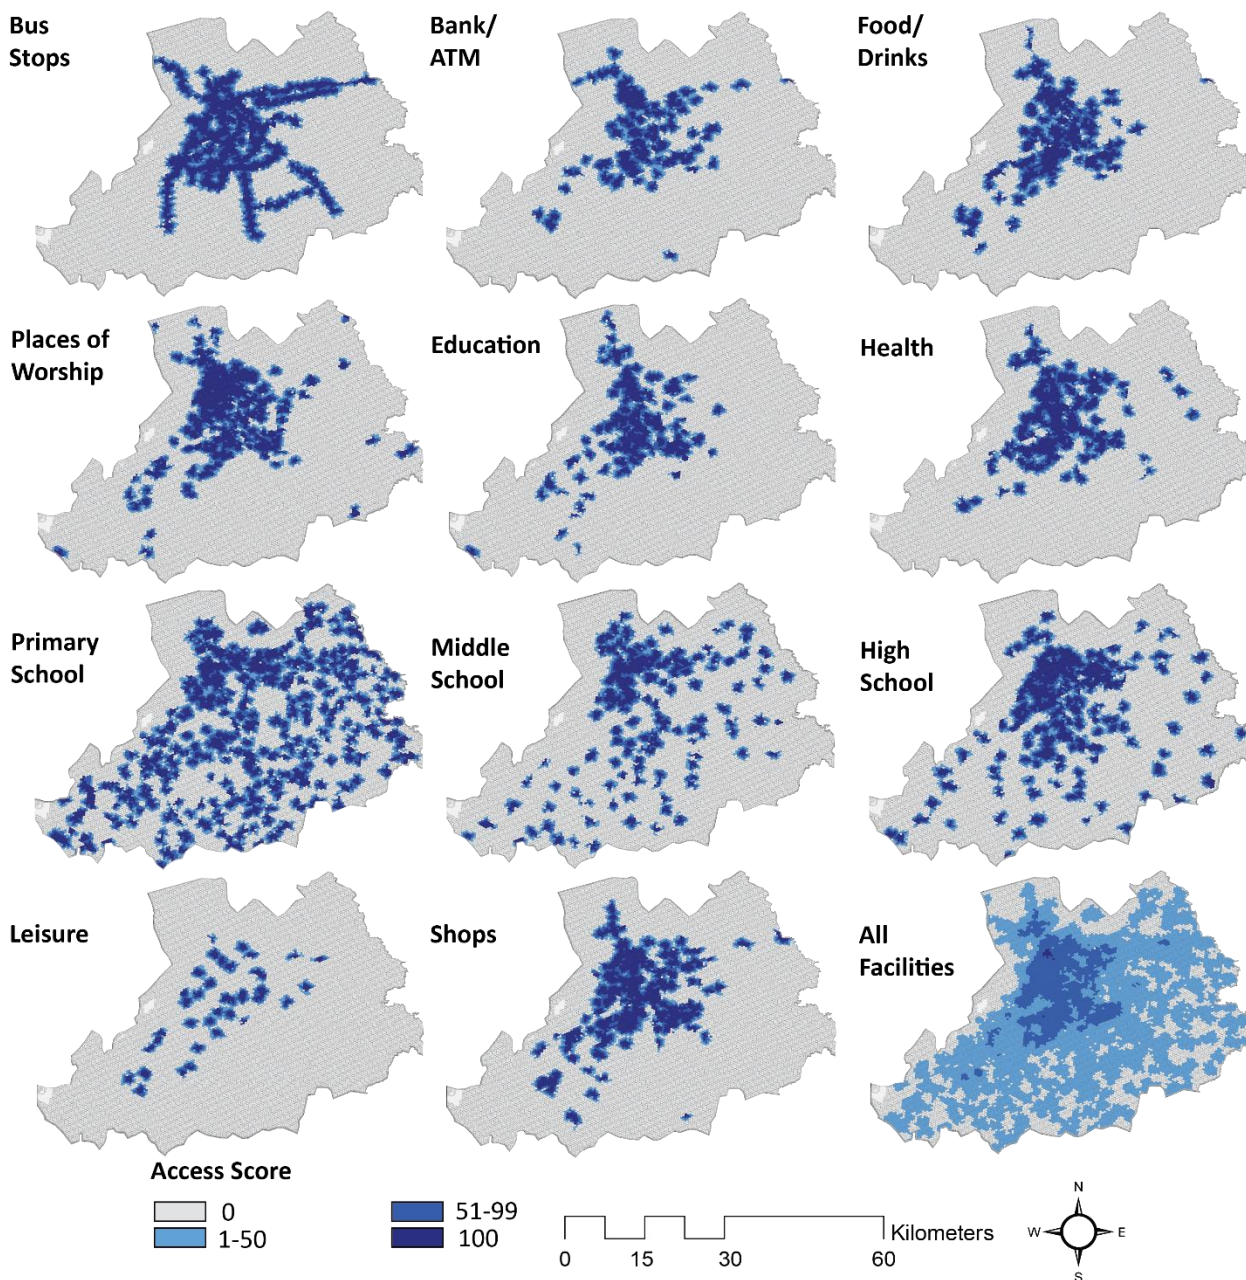 Bus
Stops
Bank/
ATM
Food/
Drinks
Places of
Worship
Education
Health
Primary
School
Middle
School
High
School
Leisure
Shops
All
Facilities
Access Score
0
1-50
51-99
100
Kilometers
0
15
30
60
N
W
E
S